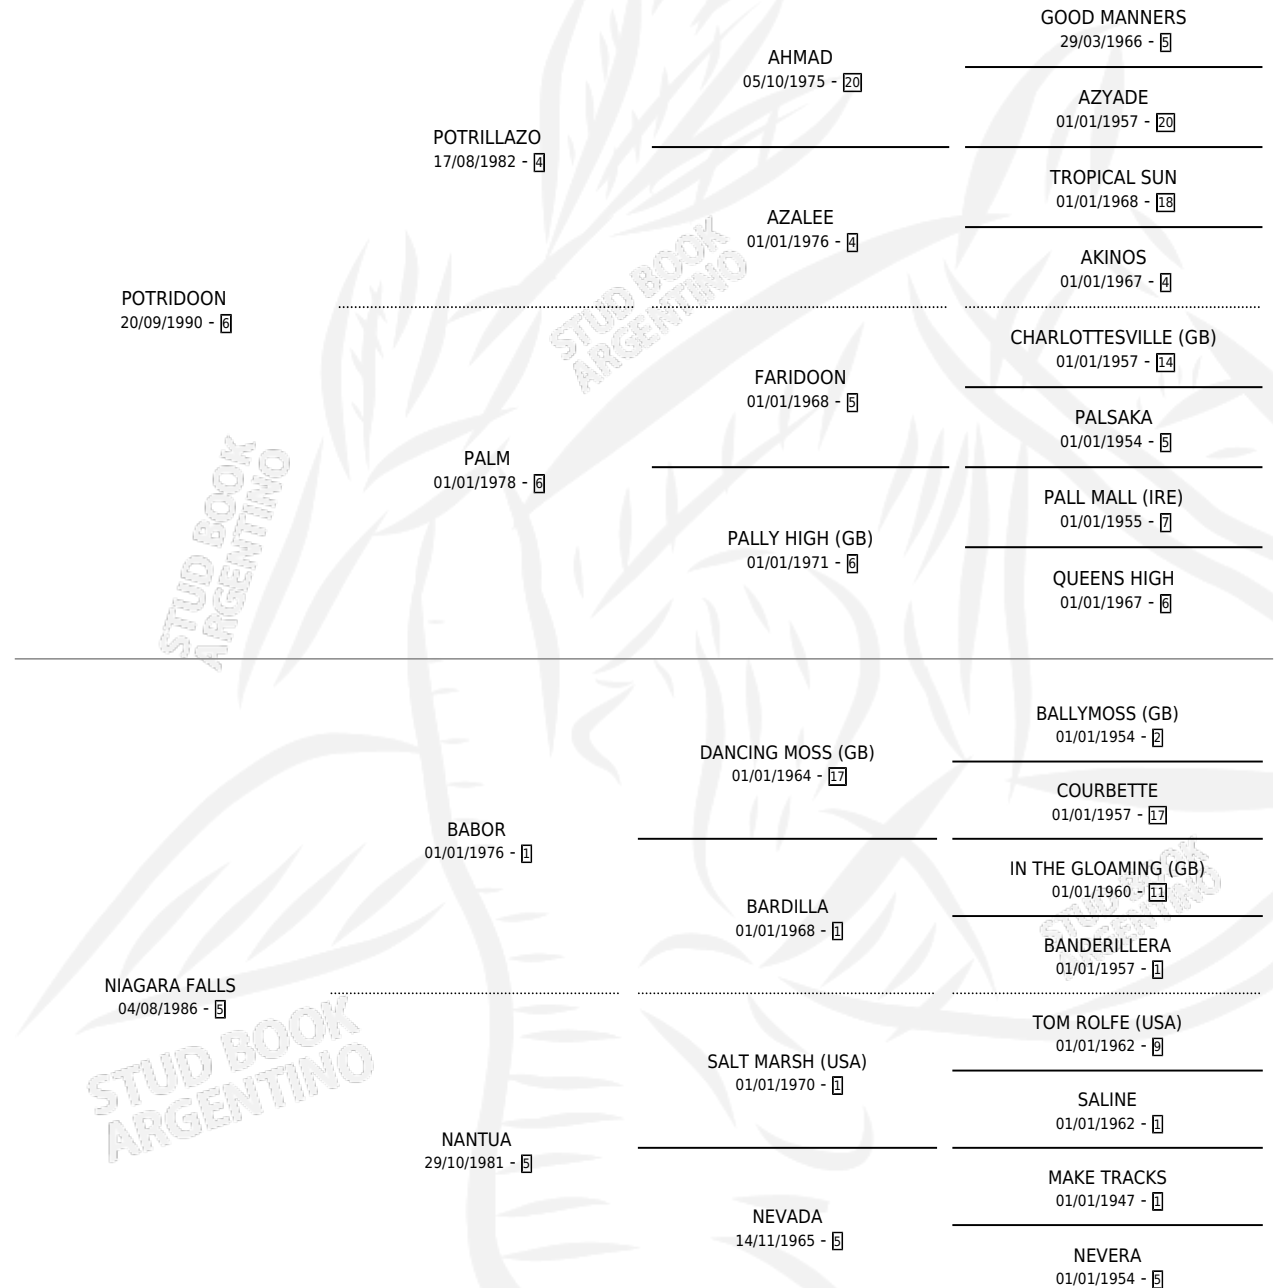 GOOD MANNERS
29/03/1966 - 5
AHMAD
05/10/1975 - 20
AZYADE
01/01/1957 - 20
POTRILLAZO
17/08/1982 - 4
TROPICAL SUN
01/01/1968 - 18
AZALEE
01/01/1976 - 4
AKINOS
01/01/1967 - 4
POTRIDOON
20/09/1990 - 6
STUD BOOK
ARGENTINO
CHARLOTTESVILLE (GB)
01/01/1957 - 14
FARIDOON
01/01/1968 - 5
PALSAKA
01/01/1954 - 5
PALM
01/01/1978 - 6
STUD BOOK
ARGENTINO
PALL MALL (IRE)
01/01/1955 - 7
PALLY HIGH (GB)
01/01/1971 - 6
QUEENS HIGH
01/01/1967 - 6
BALLYMOSS (GB)
01/01/1954 - 2
DANCING MOSS (GB)
01/01/1964 - 17
COURBETTE
01/01/1957 - 17
BABOR
01/01/1976 - 1
IN THE GLOAMING (GB)
01/01/1960 - 11
STUD BOOK
ARGENTINO
BARDILLA
01/01/1968 - 1
BANDERILLERA
01/01/1957 - 1
NIAGARA FALLS
04/08/1986 - 5
STUD BOOK
ARGENTINO
TOM ROLFE (USA)
01/01/1962 - 9
SALT MARSH (USA)
01/01/1970 - 1
SALINE
01/01/1962 - 1
NANTUA
29/10/1981 - 5
MAKE TRACKS
01/01/1947 - 1
NEVADA
14/11/1965 - 5
NEVERA
01/01/1954 - 5